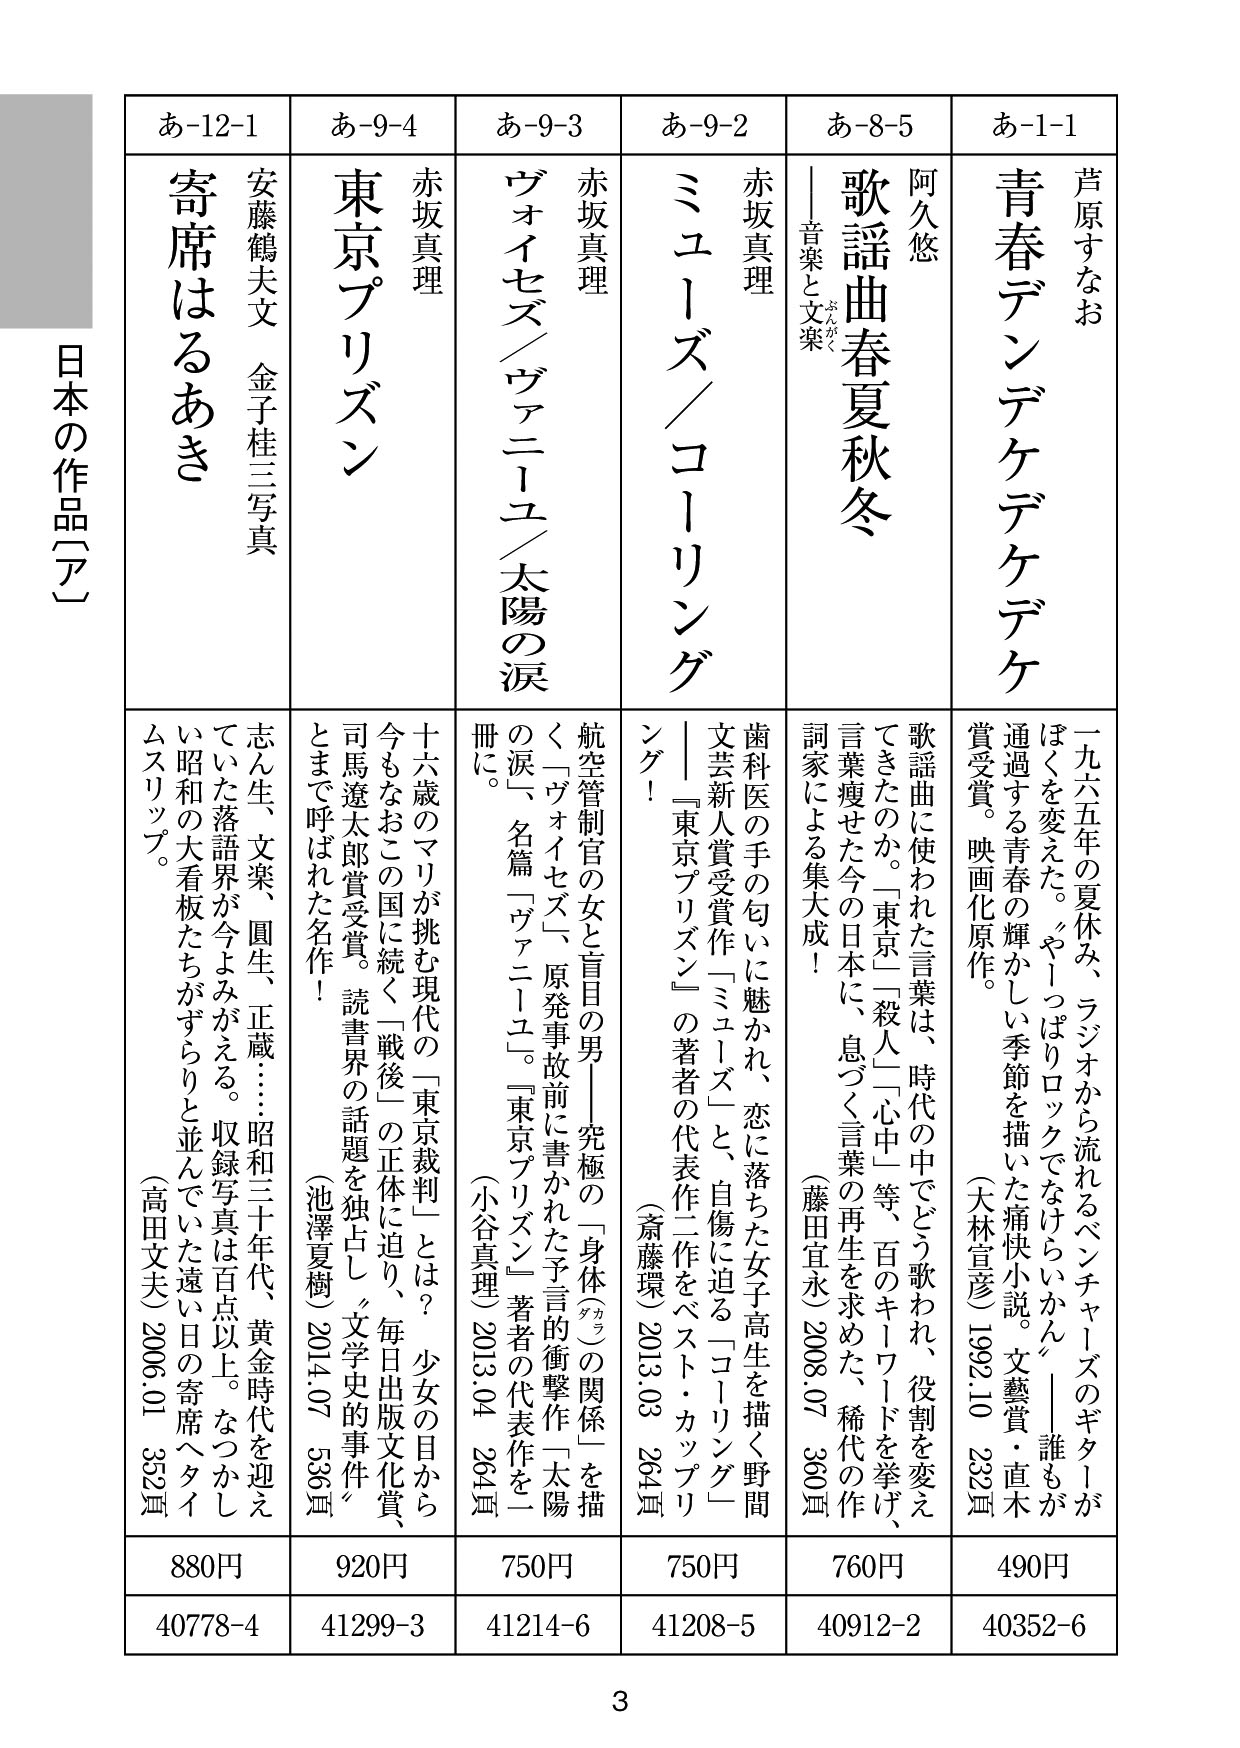 あ-1-1
芦原すなお
青春デンデケデケデケ
一九六五年の夏休み、ラジオから流れるベンチャーズのギターが
ぼくを変えた。〝やーっぱりロックでなけらいかん〟――誰もが
通過する青春の輝かしい季節を描いた痛快小説。文藝賞・直木
賞受賞。映画化原作。
（大林宣彦）1992.10 232頁
490円
40352-6
あ-8-5
阿久悠
歌謡曲春夏秋冬
――音楽と文楽
ぶんがく
歌謡曲に使われた言葉は、時代の中でどう歌われ、役割を変え
てきたのか。「東京」「殺人」「心中」等、百のキーワードを挙げ、
言葉痩せた今の日本に、息づく言葉の再生を求めた、稀代の作
詞家による集大成！
（藤田宜永）2008.07 360頁
760円
40912-2
あ-9-2
赤坂真理
ミューズ／コーリング
歯科医の手の匂いに魅かれ、恋に落ちた女子高生を描く野間
文芸新人賞受賞作「ミューズ」と、自傷に迫る「コーリング」
――『東京プリズン』の著者の代表作二作をベスト・カップリ
ング！
（斎藤環）2013.03 264頁
750円
41208-5
あ-9-3
赤坂真理
ヴォイセズ／ヴァニーユ／太陽の涙
航空管制官の女と盲目の男――究極の「身体（カラダ）の関係」を描
く「ヴォイセズ」、原発事故前に書かれた予言的衝撃作「太陽
の涙」、名篇「ヴァニーユ」。『東京プリズン』著者の代表作を一
冊に。
（小谷真理）2013.04 264頁
750円
41214-6
あ-9-4
赤坂真理
東京プリズン
十六歳のマリが挑む現代の「東京裁判」とは？　少女の目から
今もなおこの国に続く「戦後」の正体に迫り、毎日出版文化賞、
司馬遼太郎賞受賞。読書界の話題を独占し〝文学史的事件〟
とまで呼ばれた名作！
（池澤夏樹）2014.07 536頁
920円
41299-3
あ-12-1
安藤鶴夫文　金子桂三写真
寄席はるあき
志ん生、文楽、圓生、正蔵……昭和三十年代、黄金時代を迎え
ていた落語界が今よみがえる。収録写真は百点以上。なつかし
い昭和の大看板たちがずらりと並んでいた遠い日の寄席へタイ
ムスリップ。
（高田文夫）2006.01 352頁
880円
40778-4
日本の作品〔ア〕
3